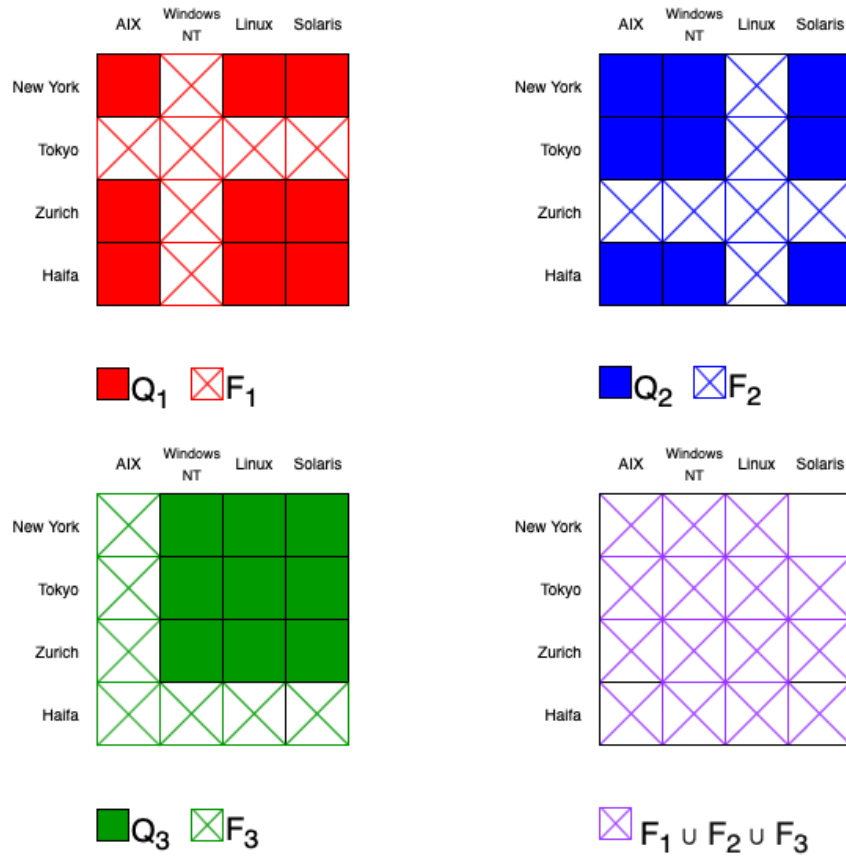 AIX Windows NT Linux Solaris
New York
Tokyo
Zurich
Haifa
Q1 F1
AIX Windows NT Linux Solaris
New York
Tokyo
Zurich
Haifa
Q2 F2
AIX Windows NT Linux Solaris
New York
Tokyo
Zurich
Haifa
Q3 F3
AIX Windows NT Linux Solaris
New York
Tokyo
Zurich
Haifa
F1 ∪ F2 ∪ F3